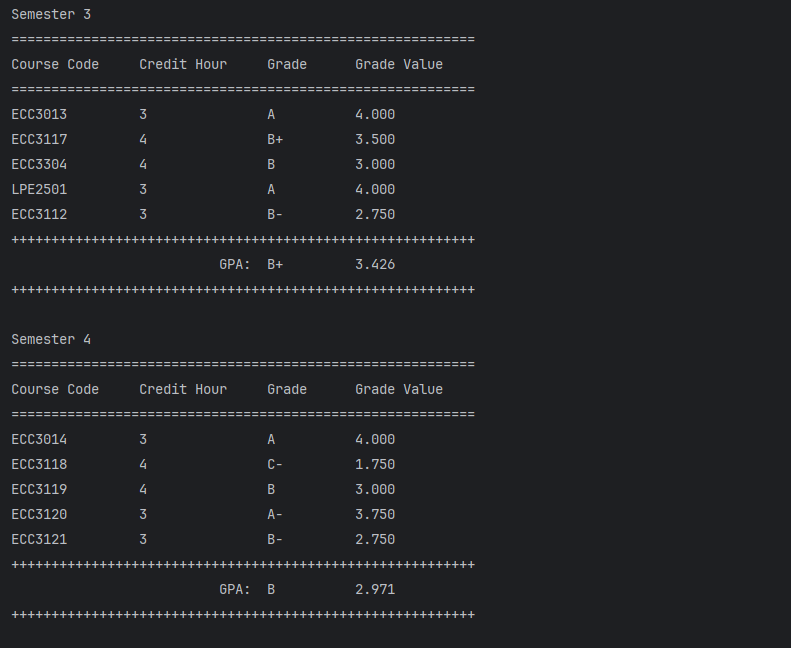 Semester 3
==========================================================
Course Code     Credit Hour     Grade      Grade Value
==========================================================
ECC3013         3               A          4.000
ECC3117         4               B+         3.500
ECC3304         4               B          3.000
LPE2501         3               A          4.000
ECC3112         3               B-         2.750
++++++++++++++++++++++++++++++++++++++++++++++++++++++++++
                          GPA:  B+         3.426
++++++++++++++++++++++++++++++++++++++++++++++++++++++++++

Semester 4
==========================================================
Course Code     Credit Hour     Grade      Grade Value
==========================================================
ECC3014         3               A          4.000
ECC3118         4               C-         1.750
ECC3119         4               B          3.000
ECC3120         3               A-         3.750
ECC3121         3               B-         2.750
++++++++++++++++++++++++++++++++++++++++++++++++++++++++++
                          GPA:  B          2.971
++++++++++++++++++++++++++++++++++++++++++++++++++++++++++